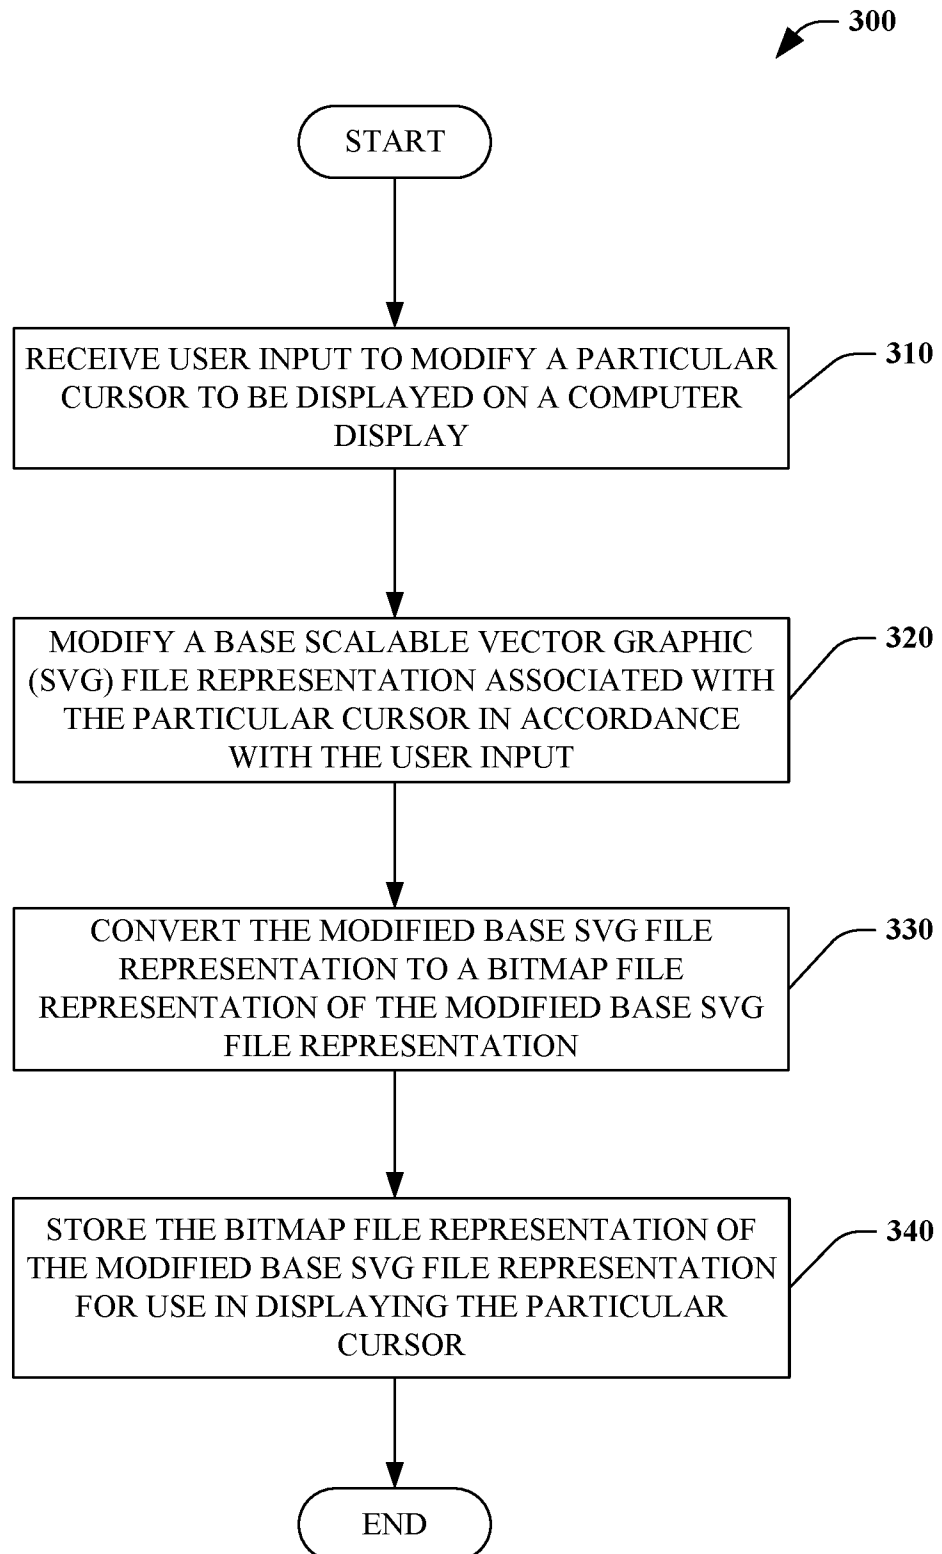 300
START
RECEIVE USER INPUT TO MODIFY A PARTICULAR
CURSOR TO BE DISPLAYED ON A COMPUTER
DISPLAY
310
MODIFY A BASE SCALABLE VECTOR GRAPHIC
(SVG) FILE REPRESENTATION ASSOCIATED WITH
THE PARTICULAR CURSOR IN ACCORDANCE
WITH THE USER INPUT
320
CONVERT THE MODIFIED BASE SVG FILE
REPRESENTATION TO A BITMAP FILE
REPRESENTATION OF THE MODIFIED BASE SVG
FILE REPRESENTATION
330
STORE THE BITMAP FILE REPRESENTATION OF
THE MODIFIED BASE SVG FILE REPRESENTATION
FOR USE IN DISPLAYING THE PARTICULAR
CURSOR
340
END